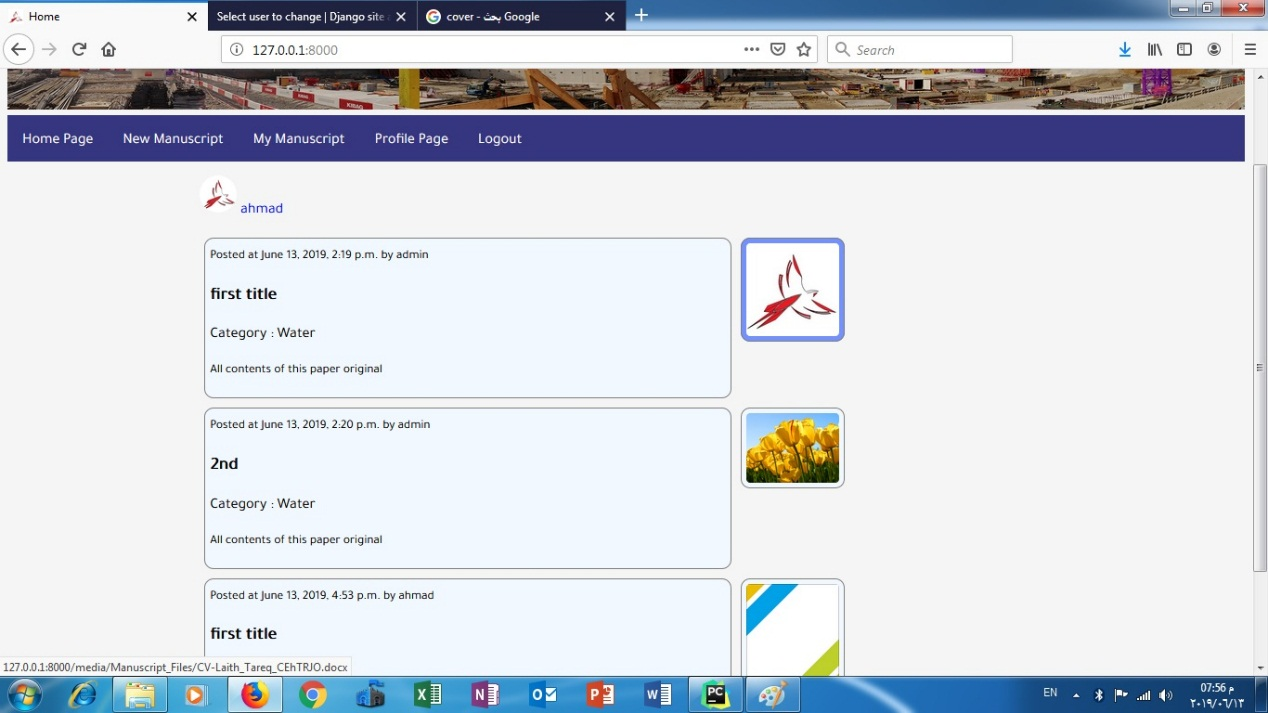 Home
Select user to change | Django site a
cover - بحث Google
127.0.0.1:8000
Search
Home Page
New Manuscript
My Manuscript
Profile Page
Logout
ahmad
Posted at June 13, 2019, 2:19 p.m. by admin
first title
Category : Water
All contents of this paper original
Posted at June 13, 2019, 2:20 p.m. by admin
2nd
Category : Water
All contents of this paper original
Posted at June 13, 2019, 4:53 p.m. by ahmad
first title
127.0.0.1:8000/media/Manuscript_Files/CV-Laith_Tareq_CEhTRJO.docx
EN
07:56 م
٢٠١٩/٠٦/١٣